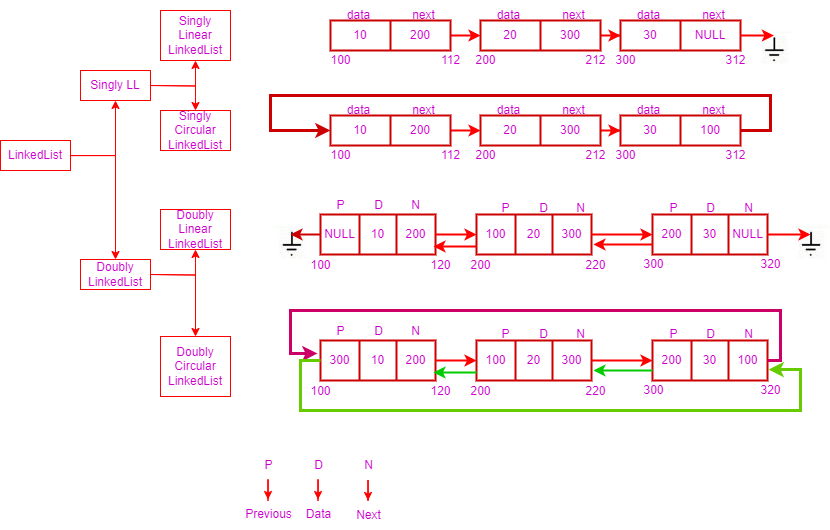 Singly
Linear
LinkedList
data next data next data next
10 200 20 300 30 NULL
100 112 200 212 300 312
Singly LL
Singly
Circular
LinkedList
data next data next data next
10 200 20 300 30 100
100 112 200 212 300 312
LinkedList
Doubly
Linear
LinkedList
P D N P D N P D N
NULL 10 200 100 20 300 200 30 NULL
100 120 200 220 300 320
Doubly
LinkedList
Doubly
Circular
LinkedList
P D N P D N P D N
300 10 200 100 20 300 200 30 100
100 120 200 220 300 320
P D N
Previous Data Next